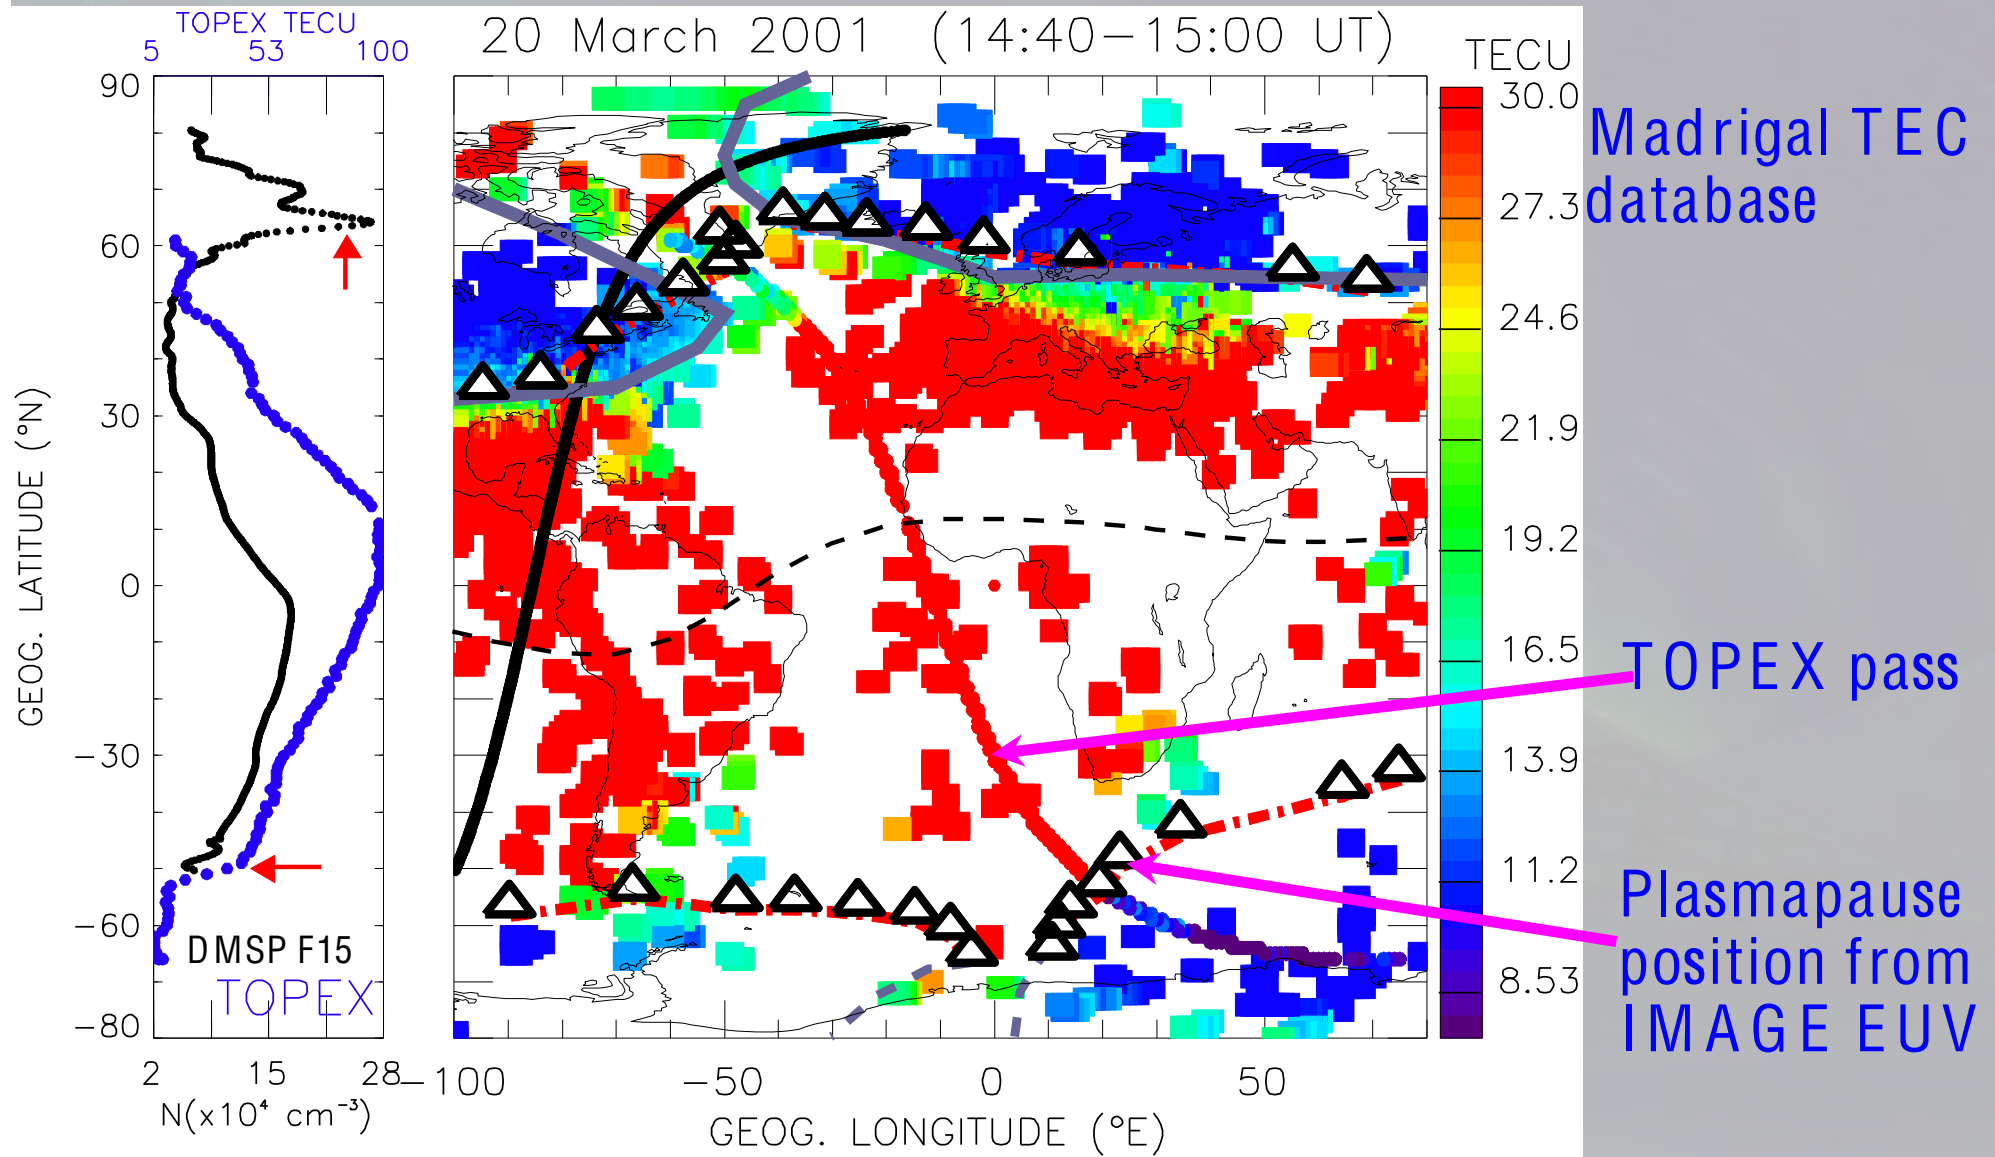 TOPEX TECU
5 53 100
20 March 2001 (14:40-15:00 UT)
TECU
90
60
30
0
-30
-60
-80
GEOG. LATITUDE (°N)
DMSP F15
TOPEX
2 15 28
N(x10⁴ cm⁻³)
-100 -50 0 50
GEOG. LONGITUDE (°E)
30.0
27.3
24.6
21.9
19.2
16.5
13.9
11.2
8.53
Madrigal TEC
database
TOPEX pass
Plasmapause
position from
IMAGE EUV